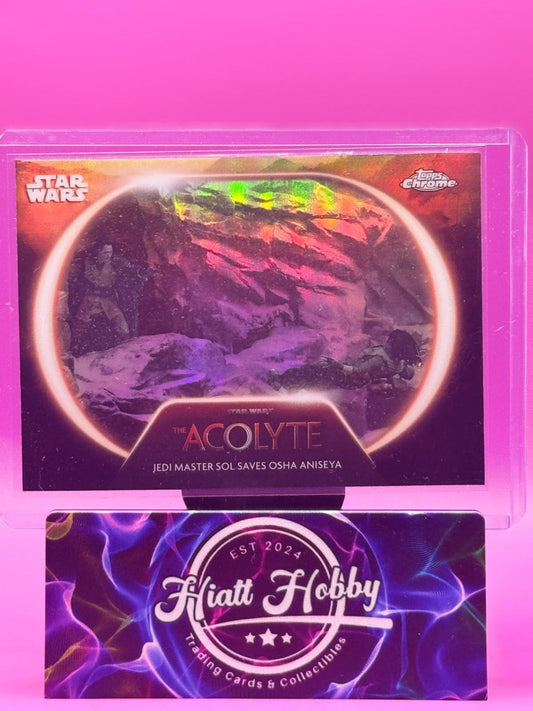 STAR
WARS
Topps
Chrome
STAR WARS
THE ACOLYTE
JEDI MASTER SOL SAVES OSHA ANISEYA
EST 2024
Hiatt Hobby
Trading Cards & Collectibles